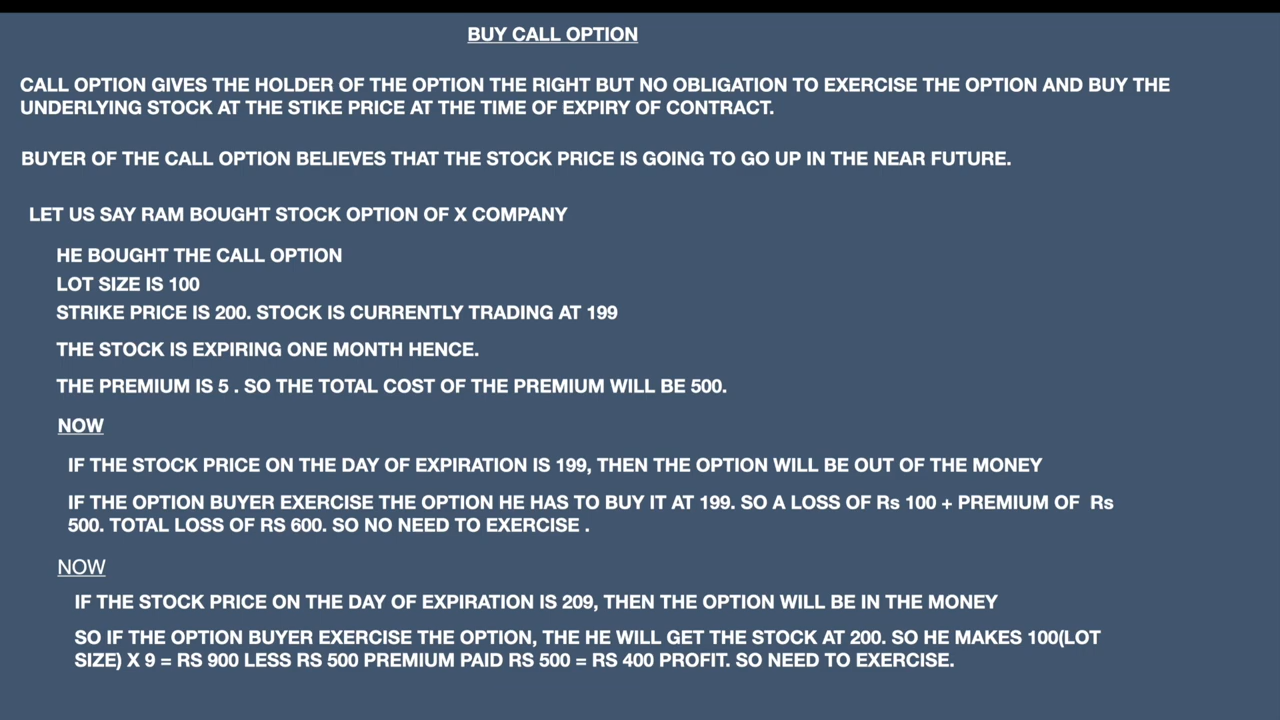 BUY CALL OPTION
CALL OPTION GIVES THE HOLDER OF THE OPTION THE RIGHT BUT NO OBLIGATION TO EXERCISE THE OPTION AND BUY THE
UNDERLYING STOCK AT THE STIKE PRICE AT THE TIME OF EXPIRY OF CONTRACT.
BUYER OF THE CALL OPTION BELIEVES THAT THE STOCK PRICE IS GOING TO GO UP IN THE NEAR FUTURE.
LET US SAY RAM BOUGHT STOCK OPTION OF X COMPANY
HE BOUGHT THE CALL OPTION
LOT SIZE IS 100
STRIKE PRICE IS 200. STOCK IS CURRENTLY TRADING AT 199
THE STOCK IS EXPIRING ONE MONTH HENCE.
THE PREMIUM IS 5 . SO THE TOTAL COST OF THE PREMIUM WILL BE 500.
NOW
IF THE STOCK PRICE ON THE DAY OF EXPIRATION IS 199, THEN THE OPTION WILL BE OUT OF THE MONEY
IF THE OPTION BUYER EXERCISE THE OPTION HE HAS TO BUY IT AT 199. SO A LOSS OF Rs 100 + PREMIUM OF Rs
500. TOTAL LOSS OF RS 600. SO NO NEED TO EXERCISE .
NOW
IF THE STOCK PRICE ON THE DAY OF EXPIRATION IS 209, THEN THE OPTION WILL BE IN THE MONEY
SO IF THE OPTION BUYER EXERCISE THE OPTION, THE HE WILL GET THE STOCK AT 200. SO HE MAKES 100(LOT
SIZE) X 9 = RS 900 LESS RS 500 PREMIUM PAID RS 500 = RS 400 PROFIT. SO NEED TO EXERCISE.